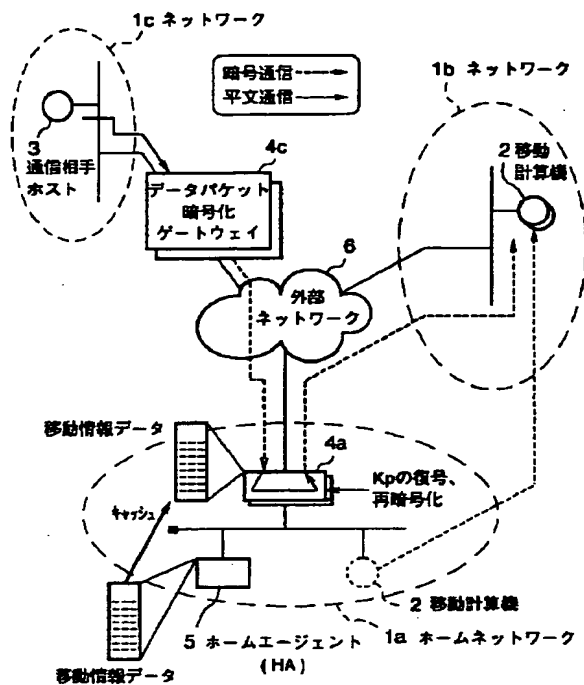 1c ネットワーク
暗号通信
平文通信
1b ネットワーク
3
通信相手
ホスト
4c
データパケット
暗号化
ゲートウェイ
2 移動
計算機
6
外部
ネットワーク
移動情報データ
4a
Kpの復号、
再暗号化
キャッシュ
2 移動計算機
5 ホームエージェント
(HA)
1a ホームネットワーク
移動情報データ